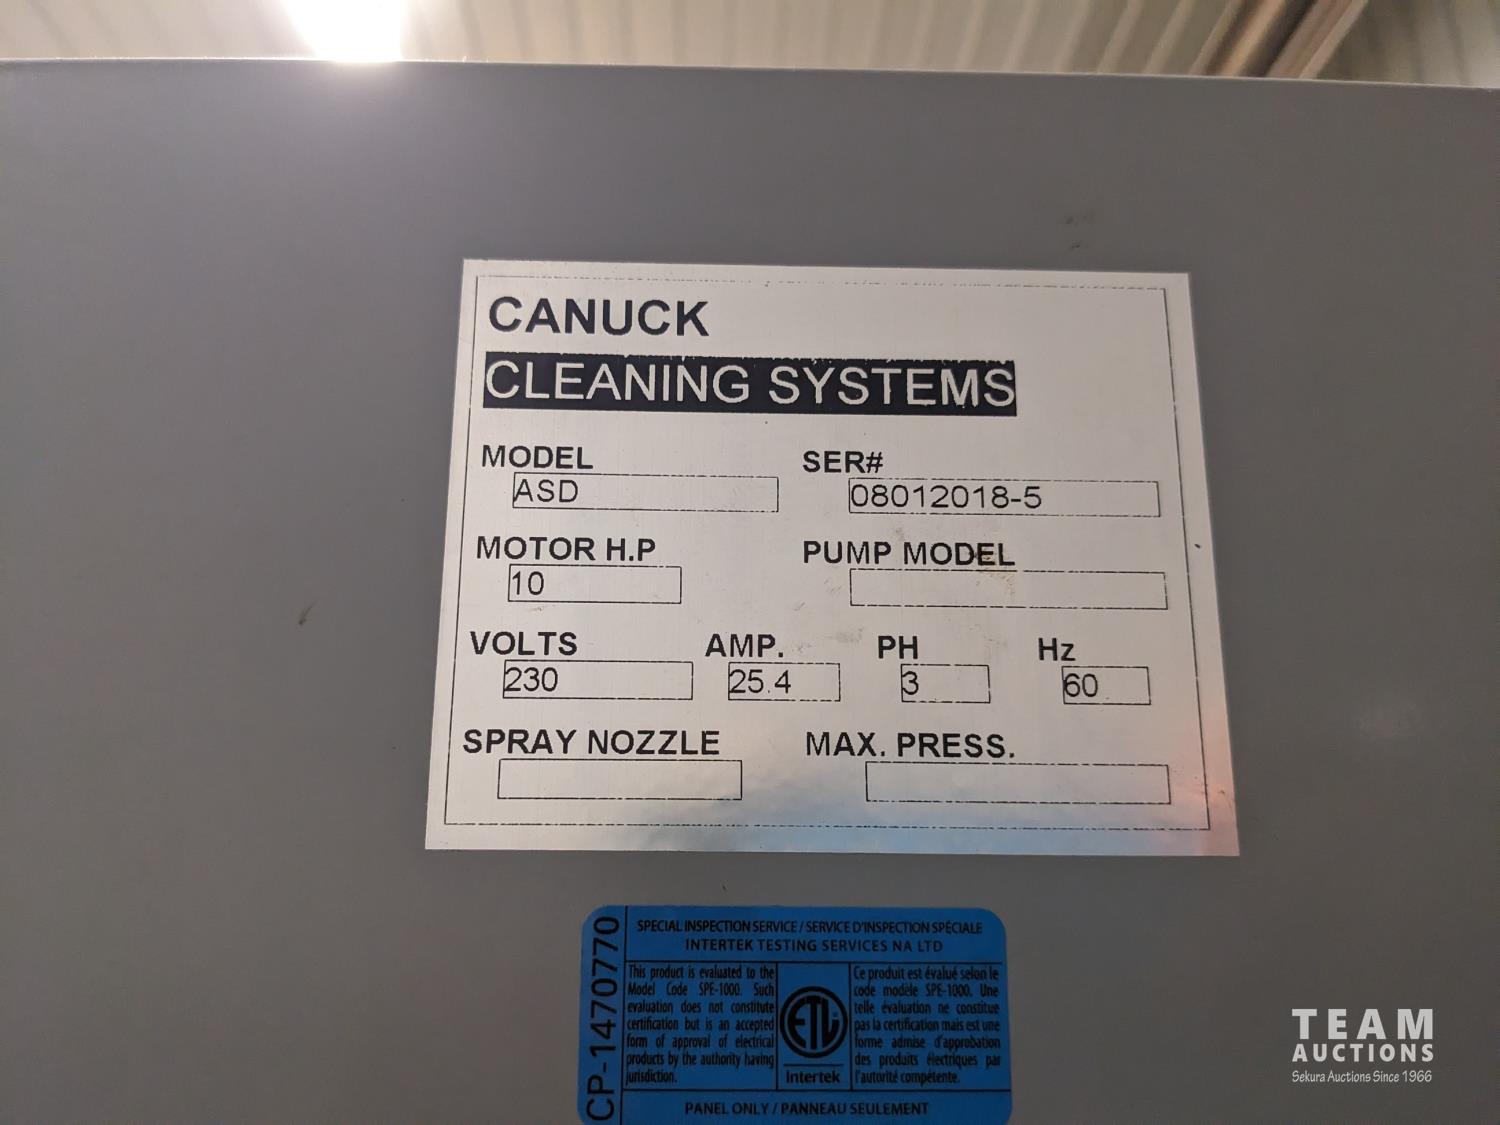 CANUCK
CLEANING SYSTEMS
MODEL SER#
ASD 08012018-5
MOTOR H.P PUMP MODEL
10
VOLTS AMP. PH Hz
230 25.4 3 60
SPRAY NOZZLE MAX. PRESS.
CP-1470770
SPECIAL INSPECTION SERVICE / SERVICE D'INSPECTION SPÉCIALE
INTERTEK TESTING SERVICES NA LTD
This product is evaluated to the
Model Code SPE-1000. Such
evaluation does not constitute
certification but is an accepted
form of approval of electrical
products by the authority having
jurisdiction.
ETL
Intertek
Ce produit est évalué selon le
code modèle SPE-1000. Une
telle évaluation ne constitue
pas la certification mais est une
forme admise d'approbation
des produits électriques par
l'autorité compétente.
PANEL ONLY / PANNEAU SEULEMENT
TEAM
AUCTIONS
Sekura Auctions Since 1966